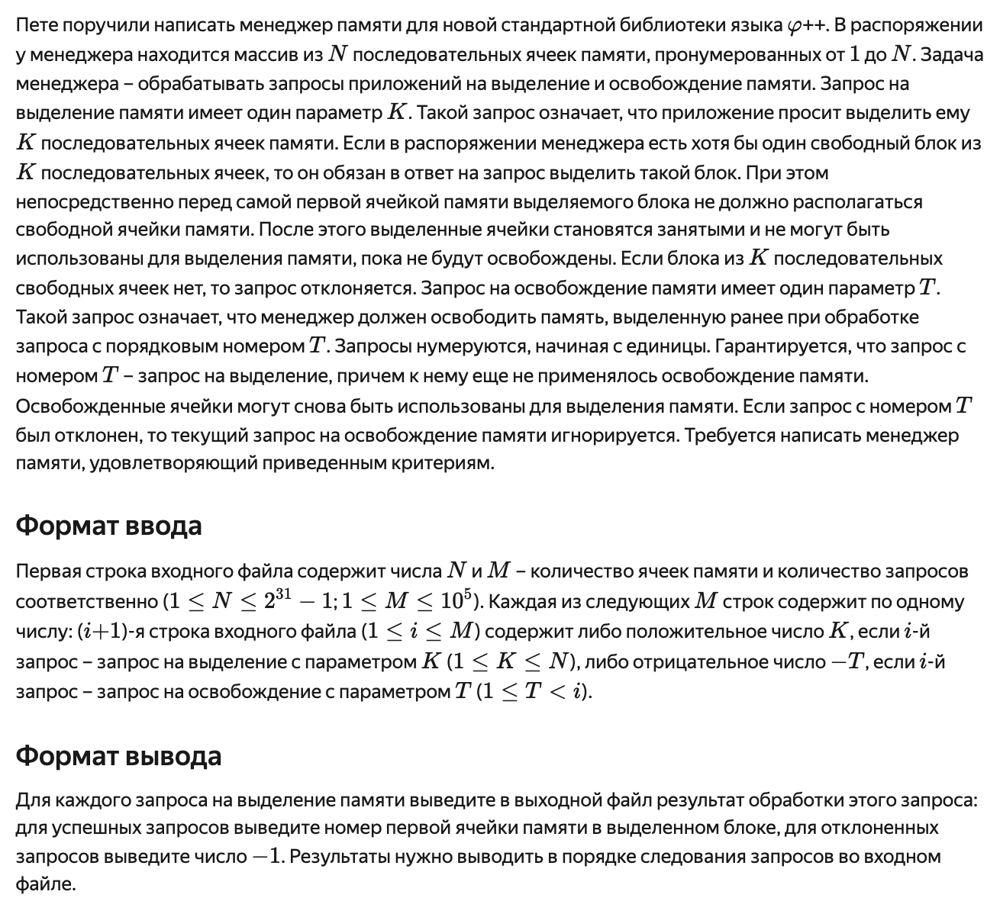 Пете поручили написать менеджер памяти для новой стандартной библиотеки языка φ++. В распоряжении
у менеджера находится массив из N последовательных ячеек памяти, пронумерованных от 1 до N. Задача
менеджера – обрабатывать запросы приложений на выделение и освобождение памяти. Запрос на
выделение памяти имеет один параметр K. Такой запрос означает, что приложение просит выделить ему
K последовательных ячеек памяти. Если в распоряжении менеджера есть хотя бы один свободный блок из
K последовательных ячеек, то он обязан в ответ на запрос выделить такой блок. При этом
непосредственно перед самой первой ячейкой памяти выделяемого блока не должно располагаться
свободной ячейки памяти. После этого выделенные ячейки становятся занятыми и не могут быть
использованы для выделения памяти, пока не будут освобождены. Если блока из K последовательных
свободных ячеек нет, то запрос отклоняется. Запрос на освобождение памяти имеет один параметр T.
Такой запрос означает, что менеджер должен освободить память, выделенную ранее при обработке
запроса с порядковым номером T. Запросы нумеруются, начиная с единицы. Гарантируется, что запрос с
номером T – запрос на выделение, причем к нему еще не применялось освобождение памяти.
Освобожденные ячейки могут снова быть использованы для выделения памяти. Если запрос с номером T
был отклонен, то текущий запрос на освобождение памяти игнорируется. Требуется написать менеджер
памяти, удовлетворяющий приведенным критериям.
Формат ввода
Первая строка входного файла содержит числа N и M – количество ячеек памяти и количество запросов
соответственно (1 ≤ N ≤ 2³¹ − 1; 1 ≤ M ≤ 10⁵). Каждая из следующих M строк содержит по одному
числу: (i+1)-я строка входного файла (1 ≤ i ≤ M) содержит либо положительное число K, если i-й
запрос – запрос на выделение с параметром K (1 ≤ K ≤ N), либо отрицательное число −T, если i-й
запрос – запрос на освобождение с параметром T (1 ≤ T < i).
Формат вывода
Для каждого запроса на выделение памяти выведите в выходной файл результат обработки этого запроса:
для успешных запросов выведите номер первой ячейки памяти в выделенном блоке, для отклоненных
запросов выведите число −1. Результаты нужно выводить в порядке следования запросов во входном
файле.